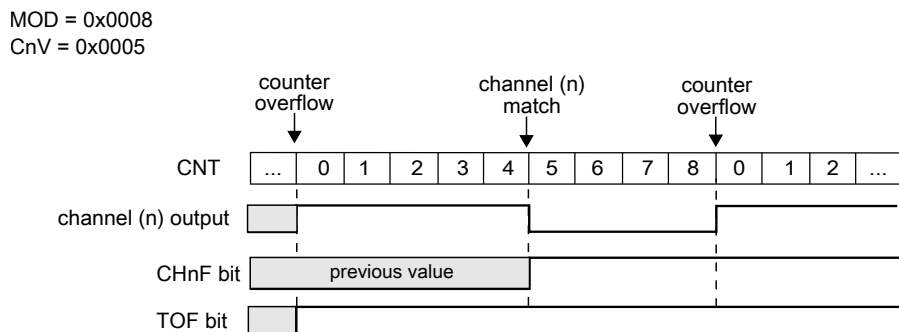 MOD = 0x0008
CnV = 0x0005
counter
overflow
channel (n)
match
counter
overflow
CNT ... 0 1 2 3 4 5 6 7 8 0 1 2 ...
channel (n) output
CHnF bit previous value
TOF bit